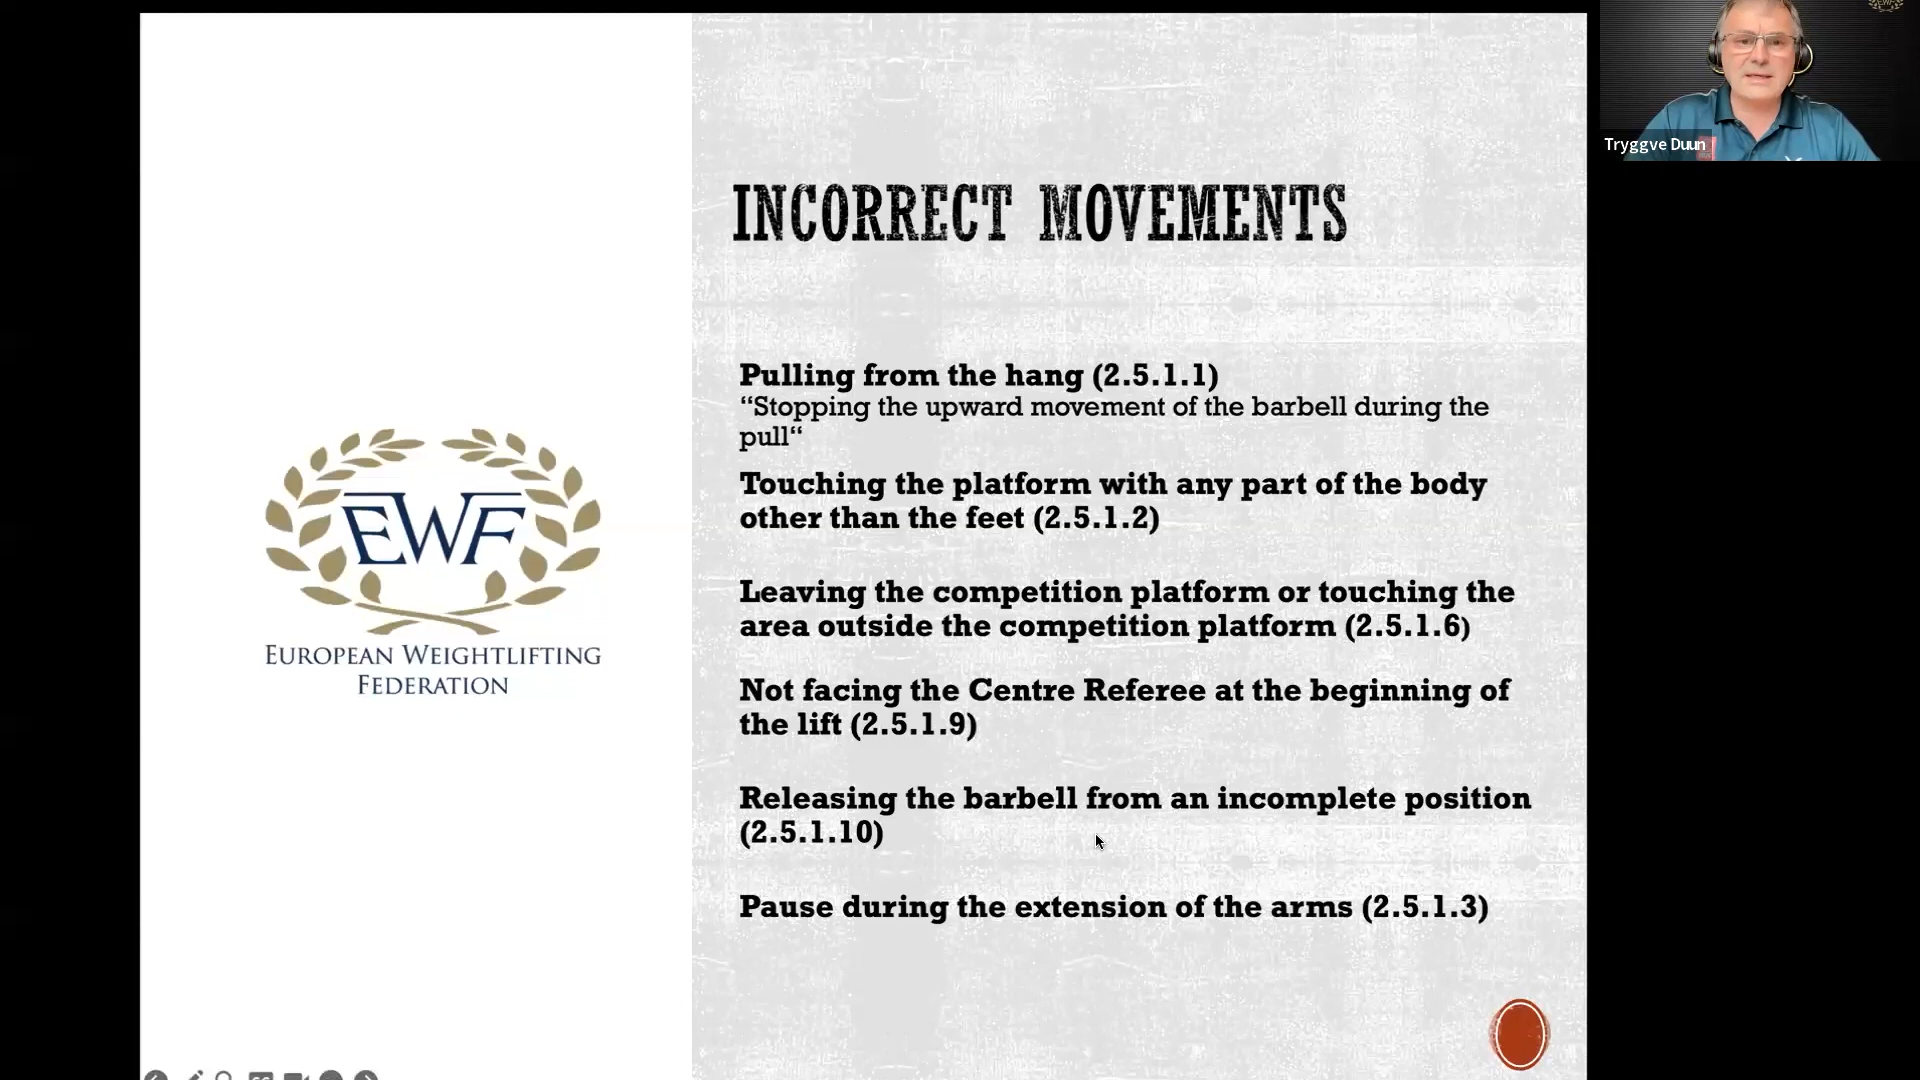 Tryggve Duun
INCORRECT MOVEMENTS
Pulling from the hang (2.5.1.1)
“Stopping the upward movement of the barbell during the
pull“
Touching the platform with any part of the body
other than the feet (2.5.1.2)
Leaving the competition platform or touching the
area outside the competition platform (2.5.1.6)
Not facing the Centre Referee at the beginning of
the lift (2.5.1.9)
Releasing the barbell from an incomplete position
(2.5.1.10)
Pause during the extension of the arms (2.5.1.3)
EWF
EUROPEAN WEIGHTLIFTING
FEDERATION